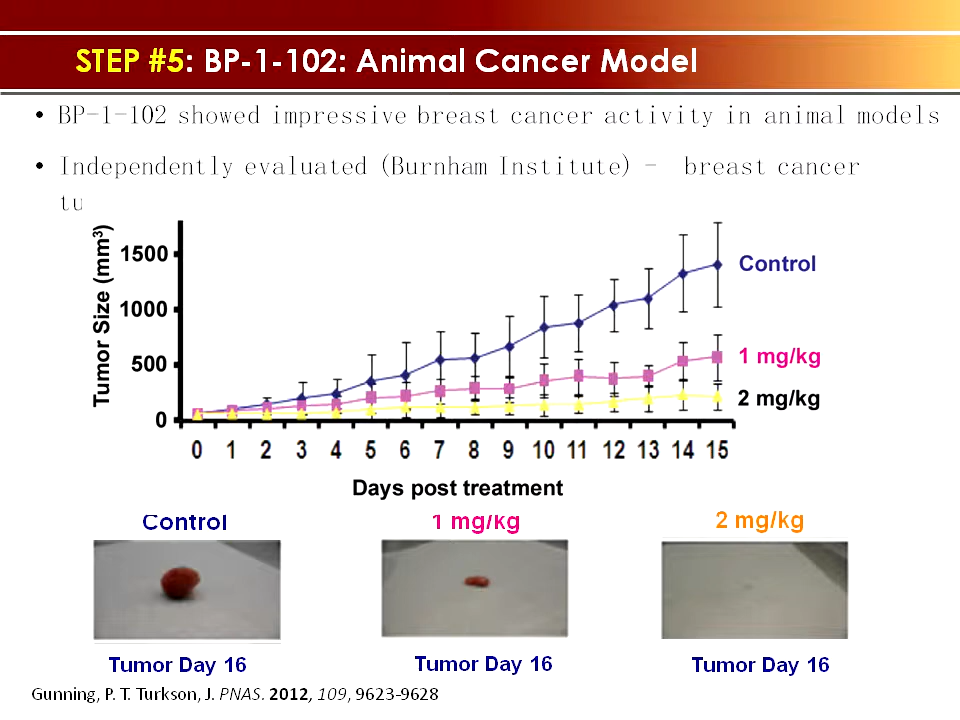 STEP #5: BP-1-102: Animal Cancer Model
• BP-1-102 showed impressive breast cancer activity in animal models
• Independently evaluated (Burnham Institute) – breast cancer
tu
Tumor Size (mm³)
1500
1000
500
0
Control
1 mg/kg
2 mg/kg
0 1 2 3 4 5 6 7 8 9 10 11 12 13 14 15
Days post treatment
Control 1 mg/kg 2 mg/kg
Tumor Day 16 Tumor Day 16 Tumor Day 16
Gunning, P. T. Turkson, J. PNAS. 2012, 109, 9623-9628